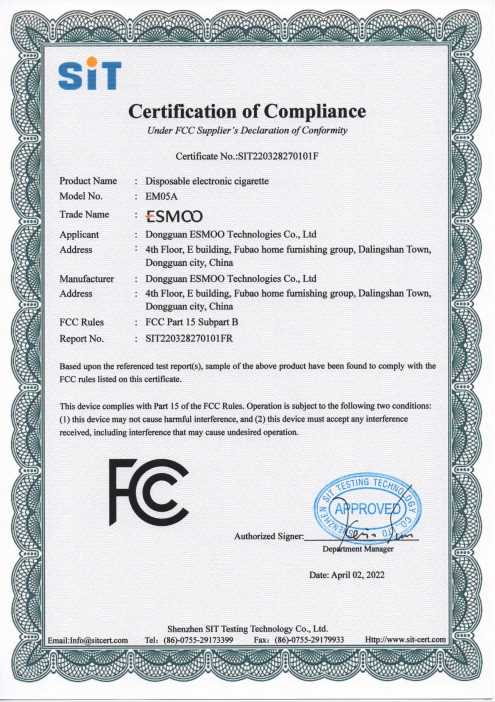 SiT
Certification of Compliance
Under FCC Supplier's Declaration of Conformity
Certificate No.:SIT220328270101F
Product Name : Disposable electronic cigarette
Model No. : EM05A
Trade Name : ESMOO
Applicant : Dongguan ESMOO Technologies Co., Ltd
Address : 4th Floor, E building, Fubao home furnishing group, Dalingshan Town,
Dongguan city, China
Manufacturer : Dongguan ESMOO Technologies Co., Ltd
Address : 4th Floor, E building, Fubao home furnishing group, Dalingshan Town,
Dongguan city, China
FCC Rules : FCC Part 15 Subpart B
Report No. : SIT220328270101FR
Based upon the referenced test report(s), sample of the above product have been found to comply with the
FCC rules listed on this certificate.
This device complies with Part 15 of the FCC Rules. Operation is subject to the following two conditions:
(1) this device may not cause harmful interference, and (2) this device must accept any interference
received, including interference that may cause undesired operation.
FC
SHENZHEN SIT TESTING TECHNOLOGY CO., LTD
APPROVED
Authorized Signer:
Department Manager
Date: April 02, 2022
Shenzhen SIT Testing Technology Co., Ltd.
Email:Info@sitcert.com Tel: (86)-0755-29173399 Fax: (86)-0755-29179933 Http://www.sit-cert.com